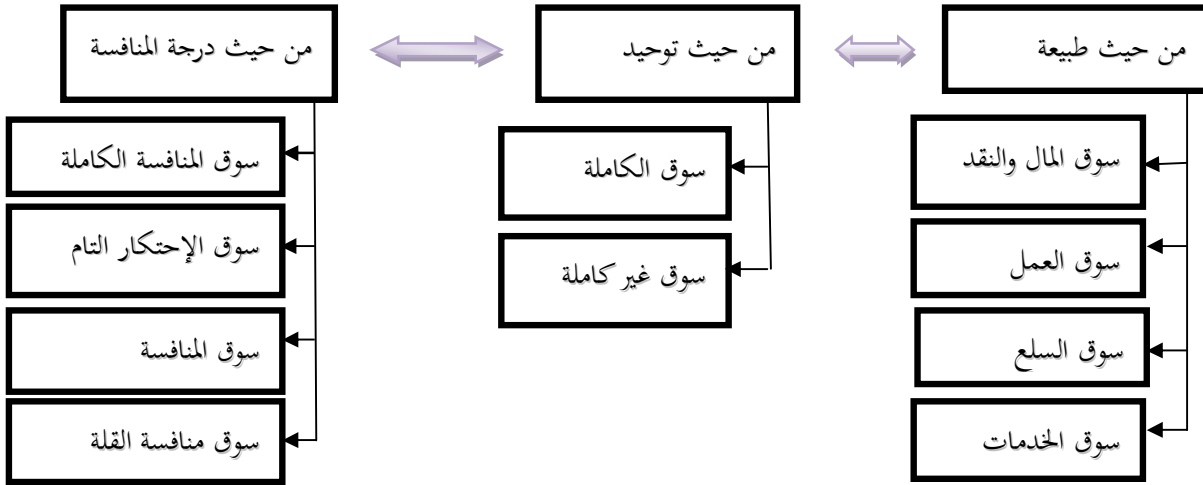 من حيث طبيعة
سوق المال والنقد
سوق العمل
سوق السلع
سوق الخدمات
من حيث توحيد
سوق الكاملة
سوق غير كاملة
من حيث درجة المنافسة
سوق المنافسة الكاملة
سوق الإحتكار التام
سوق المنافسة
سوق منافسة القلة